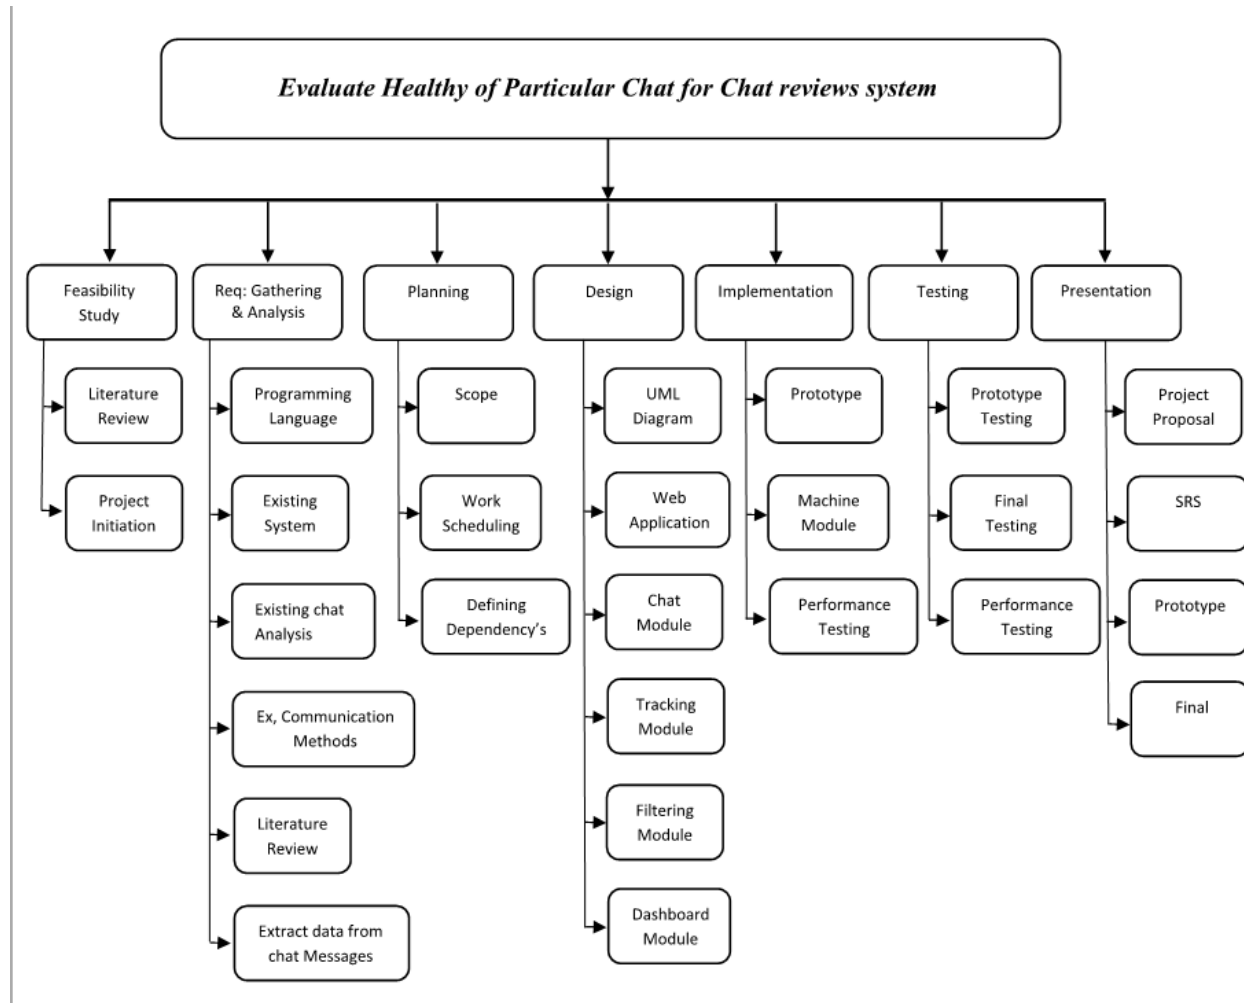 Evaluate Healthy of Particular Chat for Chat reviews system
Feasibility
Study
Req: Gathering
& Analysis
Planning
Design
Implementation
Testing
Presentation
Literature
Review
Project
Initiation
Programming
Language
Existing
System
Existing chat
Analysis
Ex, Communication
Methods
Literature
Review
Extract data from
chat Messages
Scope
Work
Scheduling
Defining
Dependency’s
UML
Diagram
Web
Application
Chat
Module
Tracking
Module
Filtering
Module
Dashboard
Module
Prototype
Machine
Module
Performance
Testing
Prototype
Testing
Final
Testing
Performance
Testing
Project
Proposal
SRS
Prototype
Final